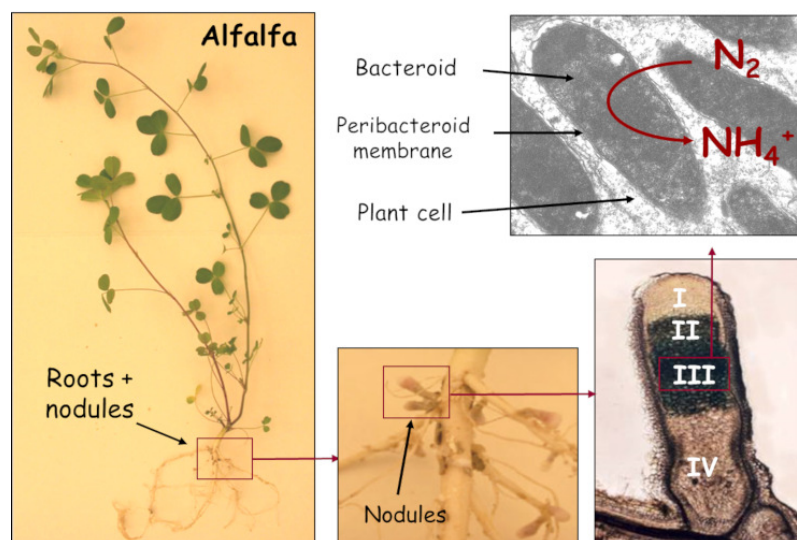 Alfalfa
Roots +
nodules
Nodules
Bacteroid
Peribacteroid
membrane
Plant cell
N₂
NH₄⁺
I
II
III
IV